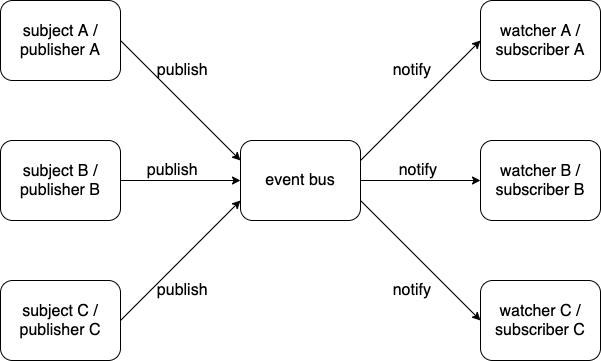 subject A /
publisher A
publish
notify
watcher A /
subscriber A
subject B /
publisher B
publish
event bus
notify
watcher B /
subscriber B
subject C /
publisher C
publish
notify
watcher C /
subscriber C